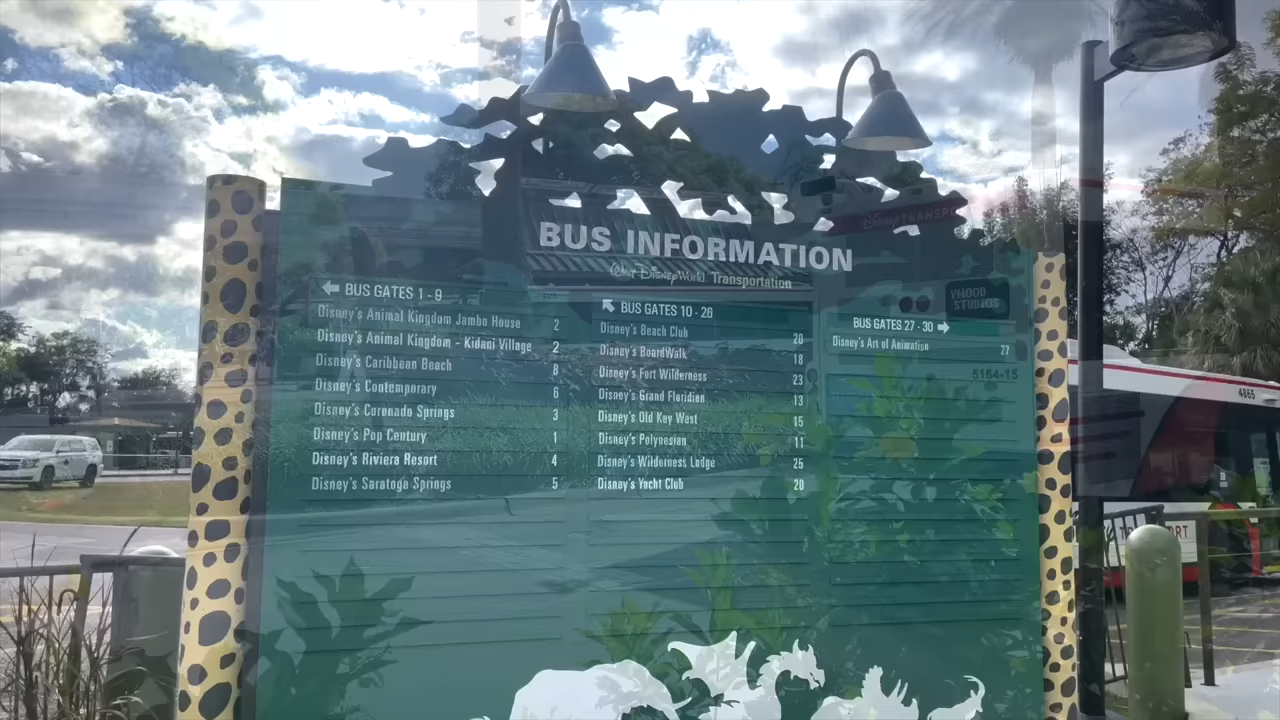 BUS INFORMATION
Walt Disney World Transportation
BUS GATES 1 - 9
Disney's Animal Kingdom Jambo House 2
Disney's Animal Kingdom - Kidani Village 2
Disney's Caribbean Beach 8
Disney's Contemporary 6
Disney's Coronado Springs 3
Disney's Pop Century 1
Disney's Riviera Resort 4
Disney's Saratoga Springs 5
BUS GATES 10 - 26
Disney's Beach Club 20
Disney's BoardWalk 18
Disney's Fort Wilderness 23
Disney's Grand Floridian 13
Disney's Old Key West 15
Disney's Polynesian 11
Disney's Wilderness Lodge 25
Disney's Yacht Club 20
BUS GATES 27 - 30
Disney's Art of Animation 27
Disney TRANSP
STUDIOS
5164-15
4065